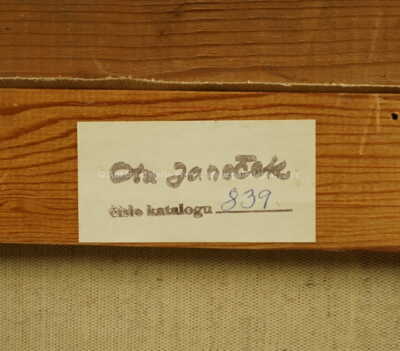 Ota Janeček
číslo katalogu 839.